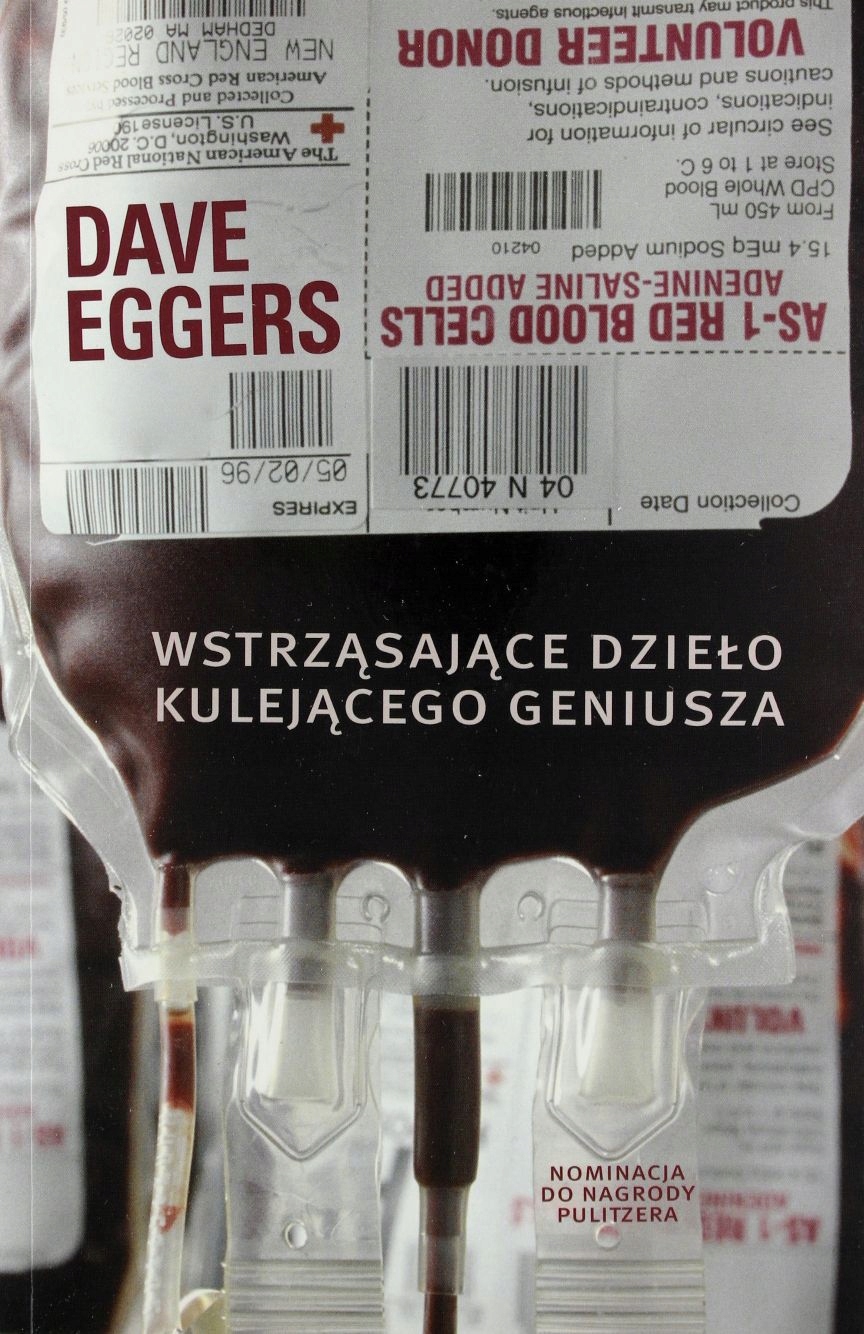 DAVE
EGGERS
WSTRZĄSAJĄCE DZIEŁO
KULEJĄCEGO GENIUSZA
NOMINACJA
DO NAGRODY
PULITZERA
Collection Date
04 N 40773
EXPIRES
05/02/96
AS-1 RED BLOOD CELLS
ADENINE-SALINE ADDED
15.4 mEq Sodium Added 04210
From 450 mL
CPD Whole Blood
Store at 1 to 6 C.
See circular of information for
indications, contraindications,
cautions and methods of infusion.
VOLUNTEER DONOR
This product may transmit infectious agents.
The American National Red Cross
Washington, D.C. 20006
U.S. License 190
Collected and Processed by:
American Red Cross Blood Services
NEW ENGLAND REGION
DEDHAM MA 02026